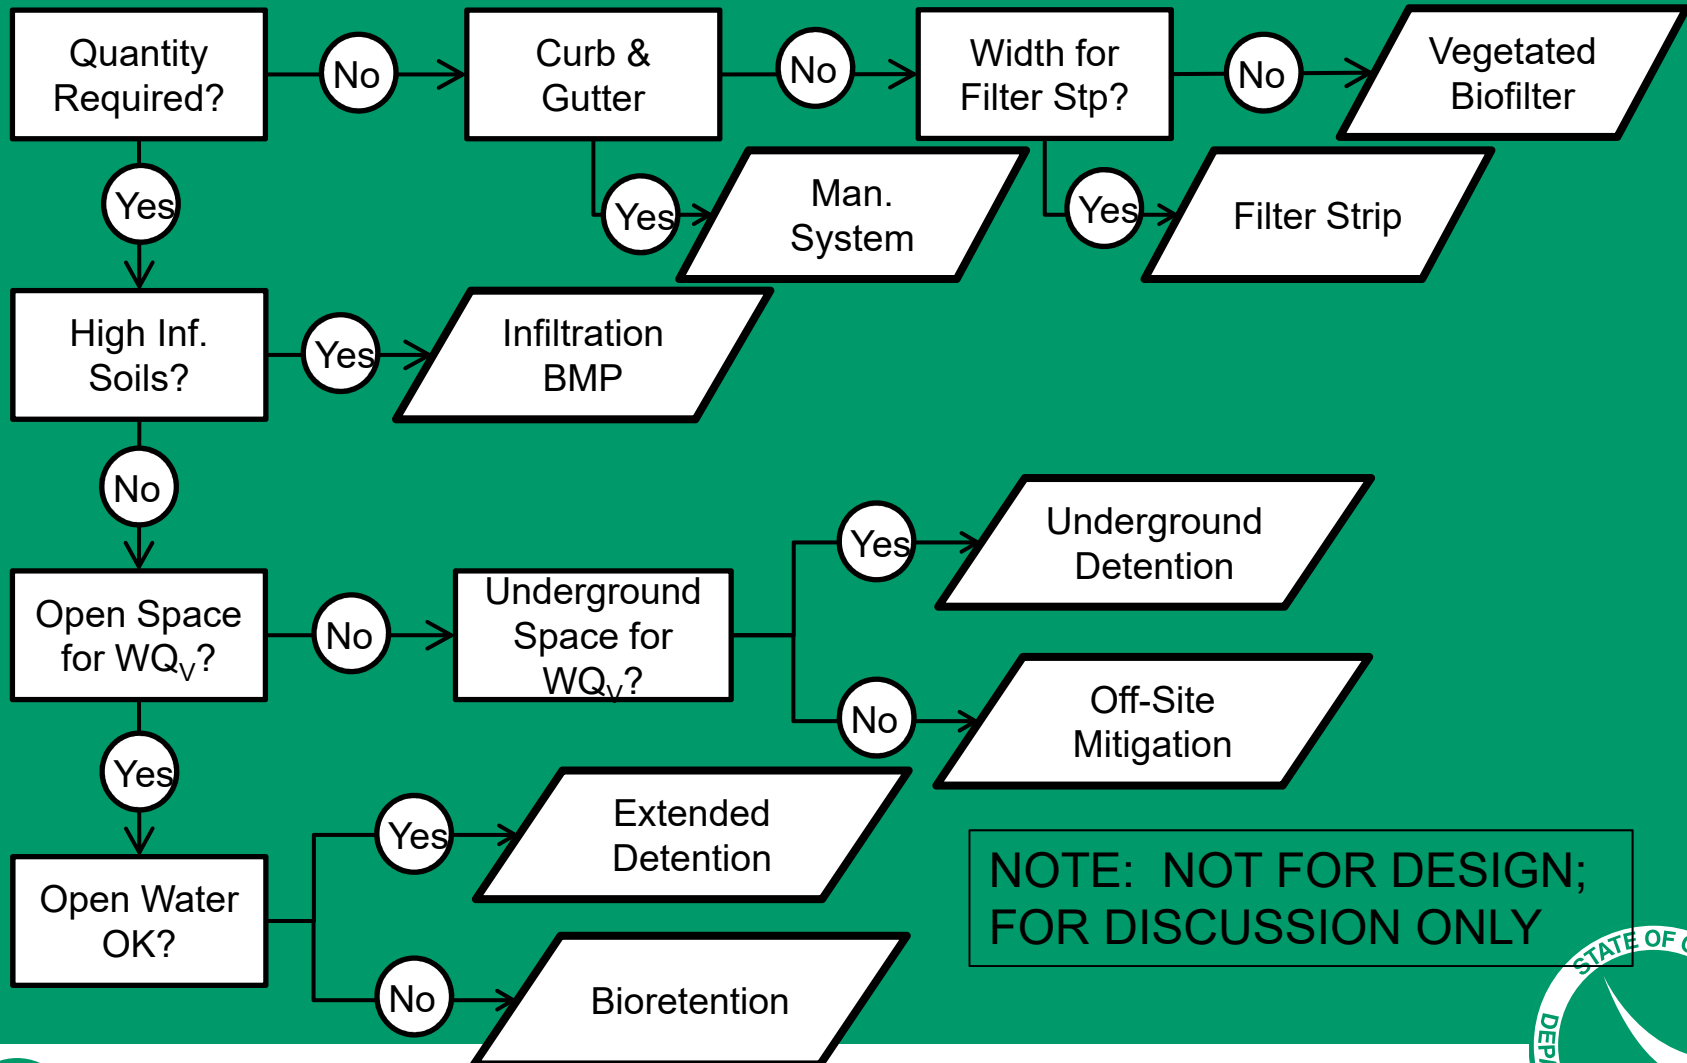 Quantity
Required?
No
Curb &
Gutter
No
Width for
Filter Stp?
No
Vegetated
Biofilter
Yes
Yes
Man.
System
Yes
Filter Strip
High Inf.
Soils?
Yes
Infiltration
BMP
No
Open Space
for WQV?
No
Underground
Space for
WQV?
Yes
Underground
Detention
No
Off-Site
Mitigation
Yes
Open Water
OK?
Yes
Extended
Detention
No
Bioretention
NOTE: NOT FOR DESIGN;
FOR DISCUSSION ONLY
STATE OF